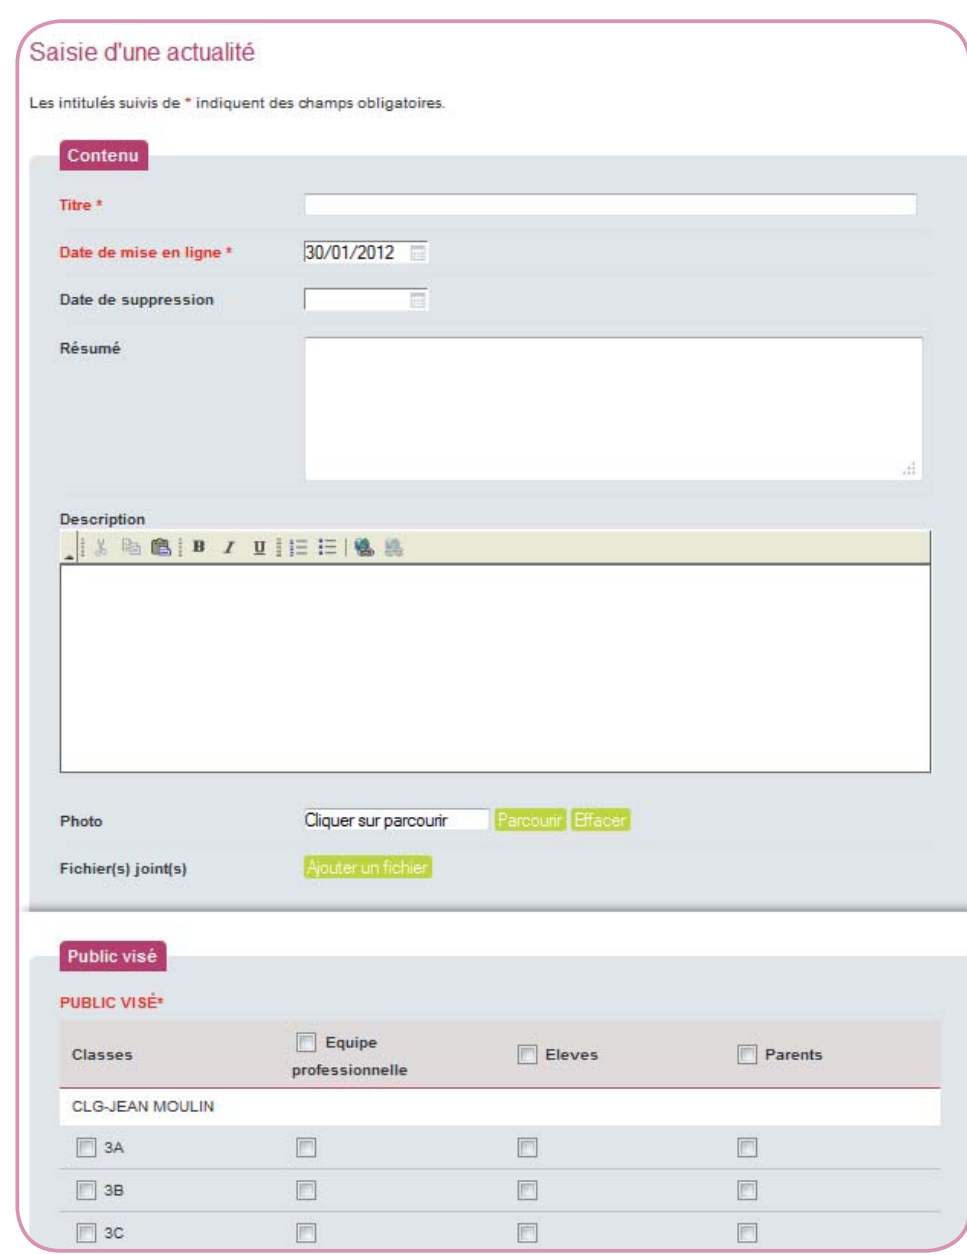 Saisie d'une actualité
Les intitulés suivis de * indiquent des champs obligatoires.
Contenu
Titre *
Date de mise en ligne * 30/01/2012
Date de suppression
Résumé
Description
B I U
Photo Cliquer sur parcourir Parcourir Effacer
Fichier(s) joint(s) Ajouter un fichier
Public visé
PUBLIC VISÉ*
Classes Equipe professionnelle Eleves Parents
CLG-JEAN MOULIN
3A
3B
3C